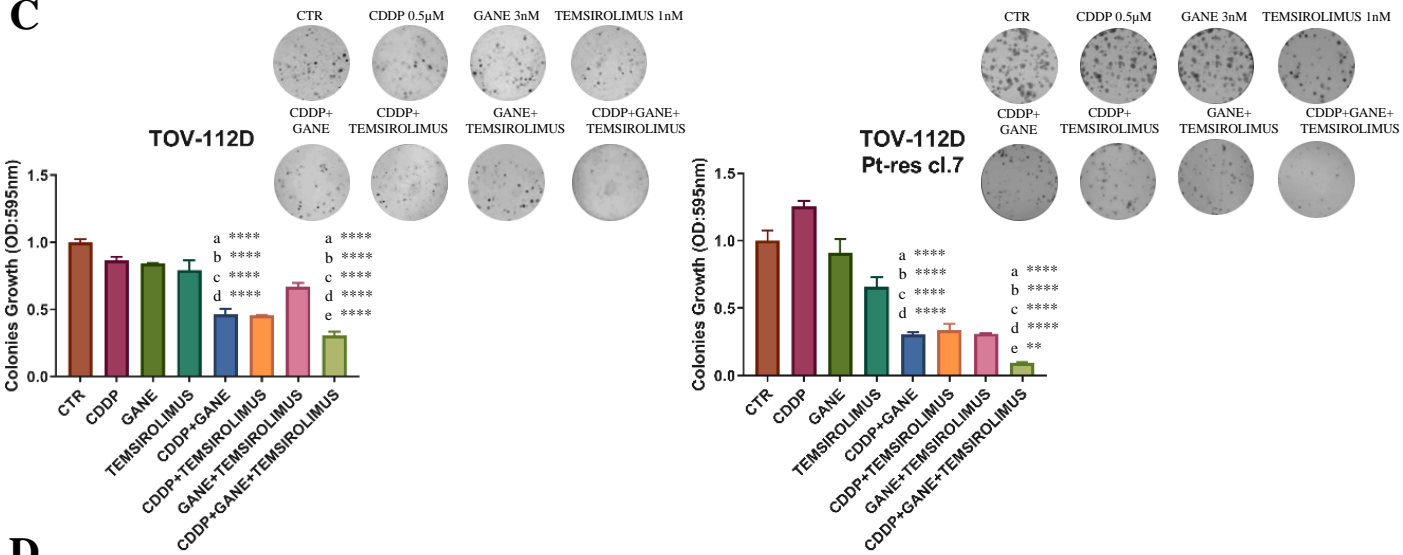 C
CTR
CDDP 0.5µM
GANE 3nM
TEMSIROLIMUS 1nM
CDDP+
GANE
CDDP+
TEMSIROLIMUS
GANE+
TEMSIROLIMUS
CDDP+GANE+
TEMSIROLIMUS
TOV-112D
Colonies Growth (OD:595nm)
1.5
1.0
0.5
0.0
a ****
b ****
c ****
d ****
a ****
b ****
c ****
d ****
e ****
CTR
CDDP
GANE
TEMSIROLIMUS
CDDP+GANE
CDDP+TEMSIROLIMUS
GANE+TEMSIROLIMUS
CDDP+GANE+TEMSIROLIMUS
CTR
CDDP 0.5µM
GANE 3nM
TEMSIROLIMUS 1nM
CDDP+
GANE
CDDP+
TEMSIROLIMUS
GANE+
TEMSIROLIMUS
CDDP+GANE+
TEMSIROLIMUS
TOV-112D
Pt-res cl.7
Colonies Growth (OD:595nm)
1.5
1.0
0.5
0.0
a ****
b ****
c ****
d ****
a ****
b ****
c ****
d ****
e **
CTR
CDDP
GANE
TEMSIROLIMUS
CDDP+GANE
CDDP+TEMSIROLIMUS
GANE+TEMSIROLIMUS
CDDP+GANE+TEMSIROLIMUS
D